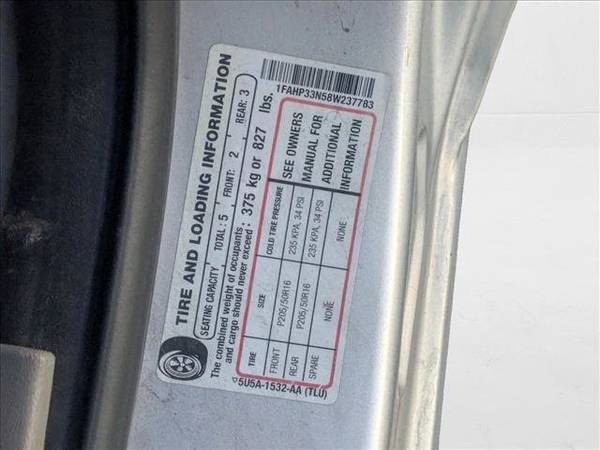 1FAHP33N58W237783
TIRE AND LOADING INFORMATION
SEATING CAPACITY TOTAL: 5 FRONT: 2 REAR: 3
The combined weight of occupants and cargo should never exceed: 375 kg or 827 lbs.
TIRE SIZE COLD TIRE PRESSURE
FRONT P205/50R16 235 KPA, 34 PSI
REAR P205/50R16 235 KPA, 34 PSI
SPARE NONE NONE
SEE OWNERS
MANUAL FOR
ADDITIONAL
INFORMATION
5U5A-1532-AA (TLU)